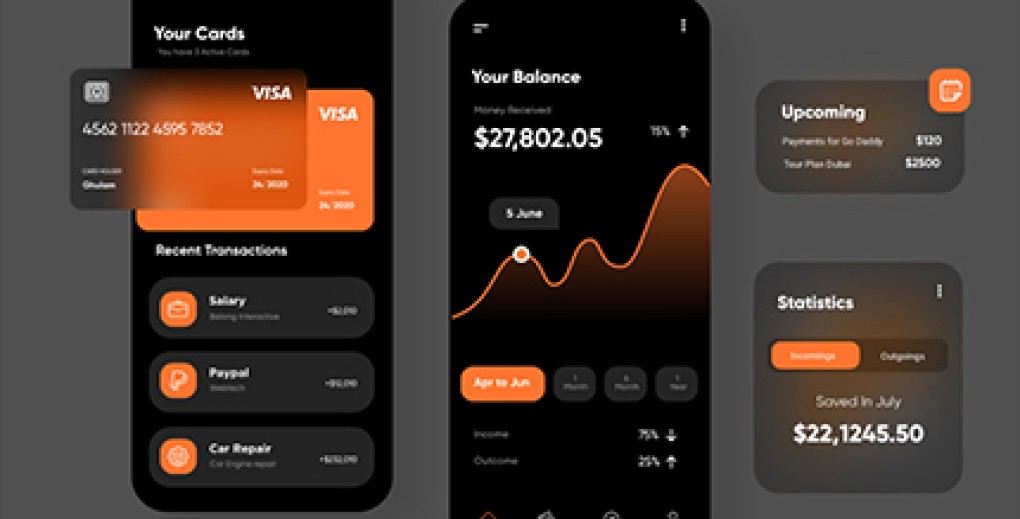 Your Cards
You have 3 Active Cards
VISA
4562 1122 4595 7852
CARD HOLDER
Ghulam
Expiry Date
24/2020
VISA
Expiry Date
24/2020
Recent Transactions
Salary
Belong Interactive
+$2,010
Paypal
Webtech
+$12,010
Car Repair
Car Engine repair
+$232,010
Your Balance
Money Received
$27,802.05
15%
5 June
Apr to Jun
1
Month
6
Month
1
Year
Income
75%
Outcome
25%
Upcoming
Payments for Go Daddy
$120
Tour Plan Dubai
$2500
Statistics
Incomings
Outgoings
Saved In July
$22,1245.50